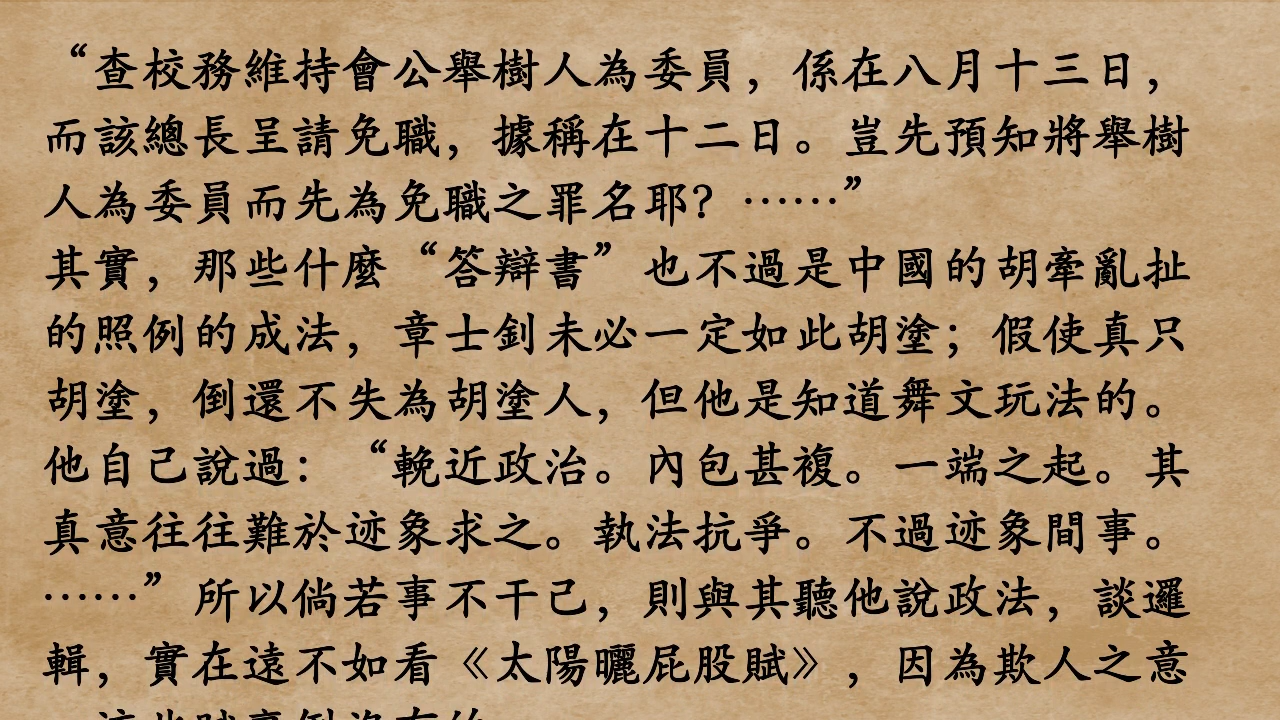 “查校務維持會公舉樹人為委員，係在八月十三日，
而該總長呈請免職，據稱在十二日。豈先預知將舉樹
人為委員而先為免職之罪名耶？……”
其實，那些什麼“答辯書”也不過是中國的胡牽亂扯
的照例的成法，章士釗未必一定如此胡塗；假使真只
胡塗，倒還不失為胡塗人，但他是知道舞文玩法的。
他自己說過：“輓近政治。內包甚複。一端之起。其
真意往往難於迹象求之。執法抗爭。不過迹象間事。
……”所以倘若事不干己，則與其聽他說政法，談邏
輯，實在遠不如看《太陽曬屁股賦》，因為欺人之意